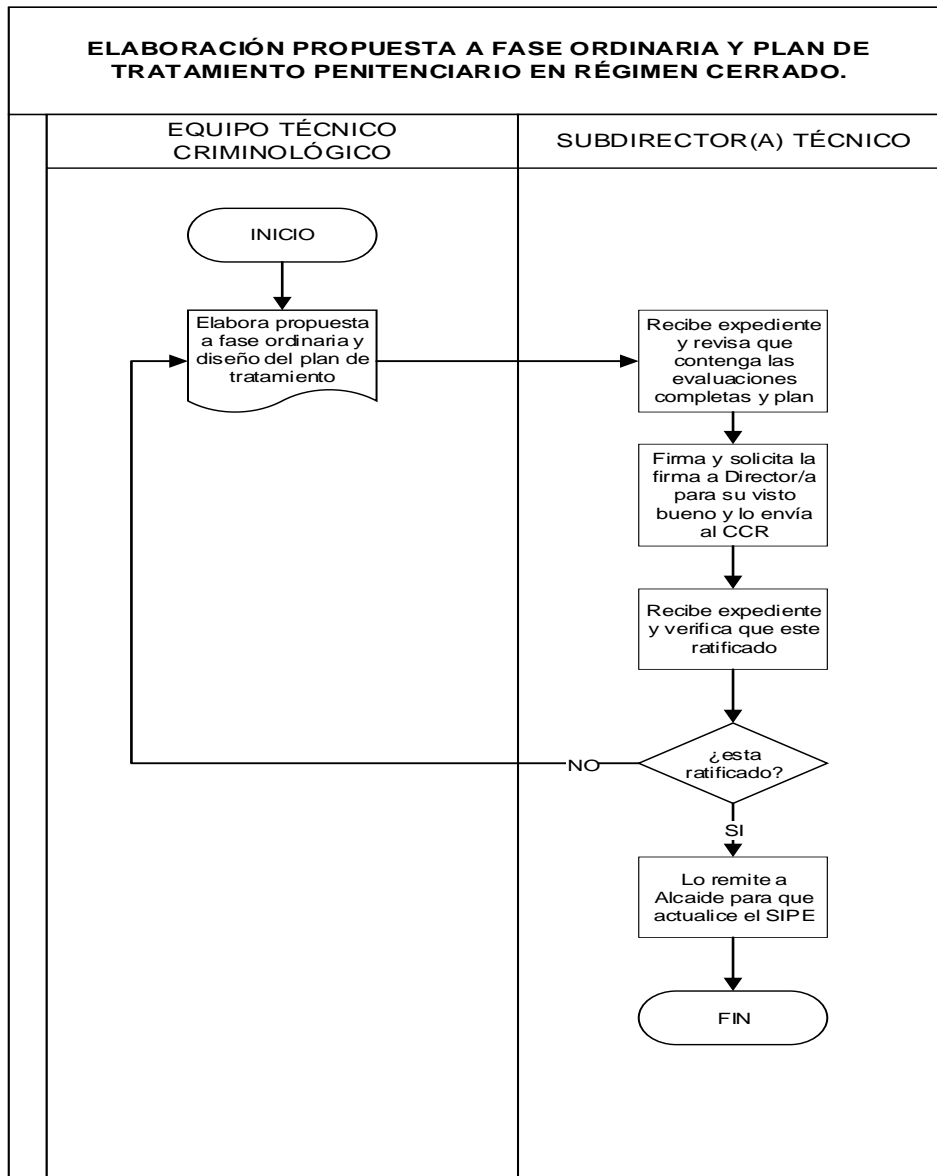 ELABORACIÓN PROPUESTA A FASE ORDINARIA Y PLAN DE
TRATAMIENTO PENITENCIARIO EN RÉGIMEN CERRADO.
EQUIPO TÉCNICO
CRIMINOLÓGICO
SUBDIRECTOR(A) TÉCNICO
INICIO
Elabora propuesta
a fase ordinaria y
diseño del plan de
tratamiento
Recibe expediente
y revisa que
contenga las
evaluaciones
completas y plan
Firma y solicita la
firma a Director/a
para su visto
bueno y lo envía
al CCR
Recibe expediente
y verifica que este
ratificado
¿esta
ratificado?
NO
SI
Lo remite a
Alcaide para que
actualice el SIPE
FIN